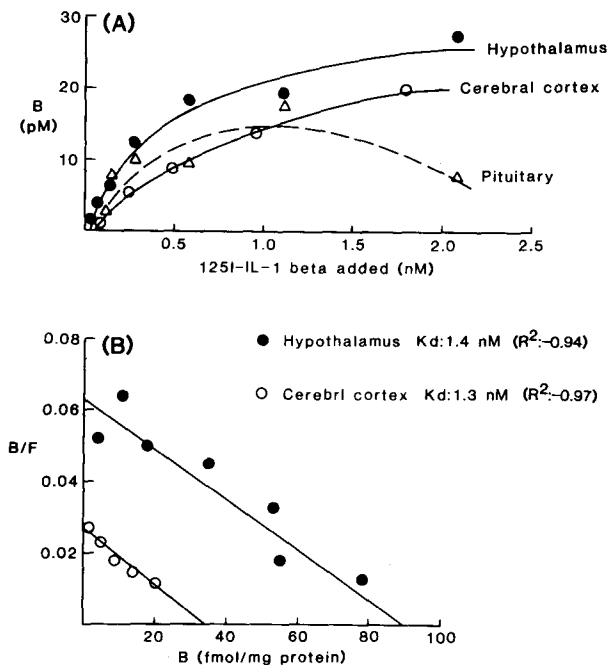 (A)
30
20
10
B
(pM)
Hypothalamus
Cerebral cortex
Pituitary
0 0.5 1.0 1.5 2.0 2.5
125I-IL-1 beta added (nM)
(B)
0.08
0.06
B/F
0.04
0.02
Hypothalamus Kd:1.4 nM (R²:-0.94)
Cerebrl cortex Kd:1.3 nM (R²:-0.97)
20 40 60 80 100
B (fmol/mg protein)